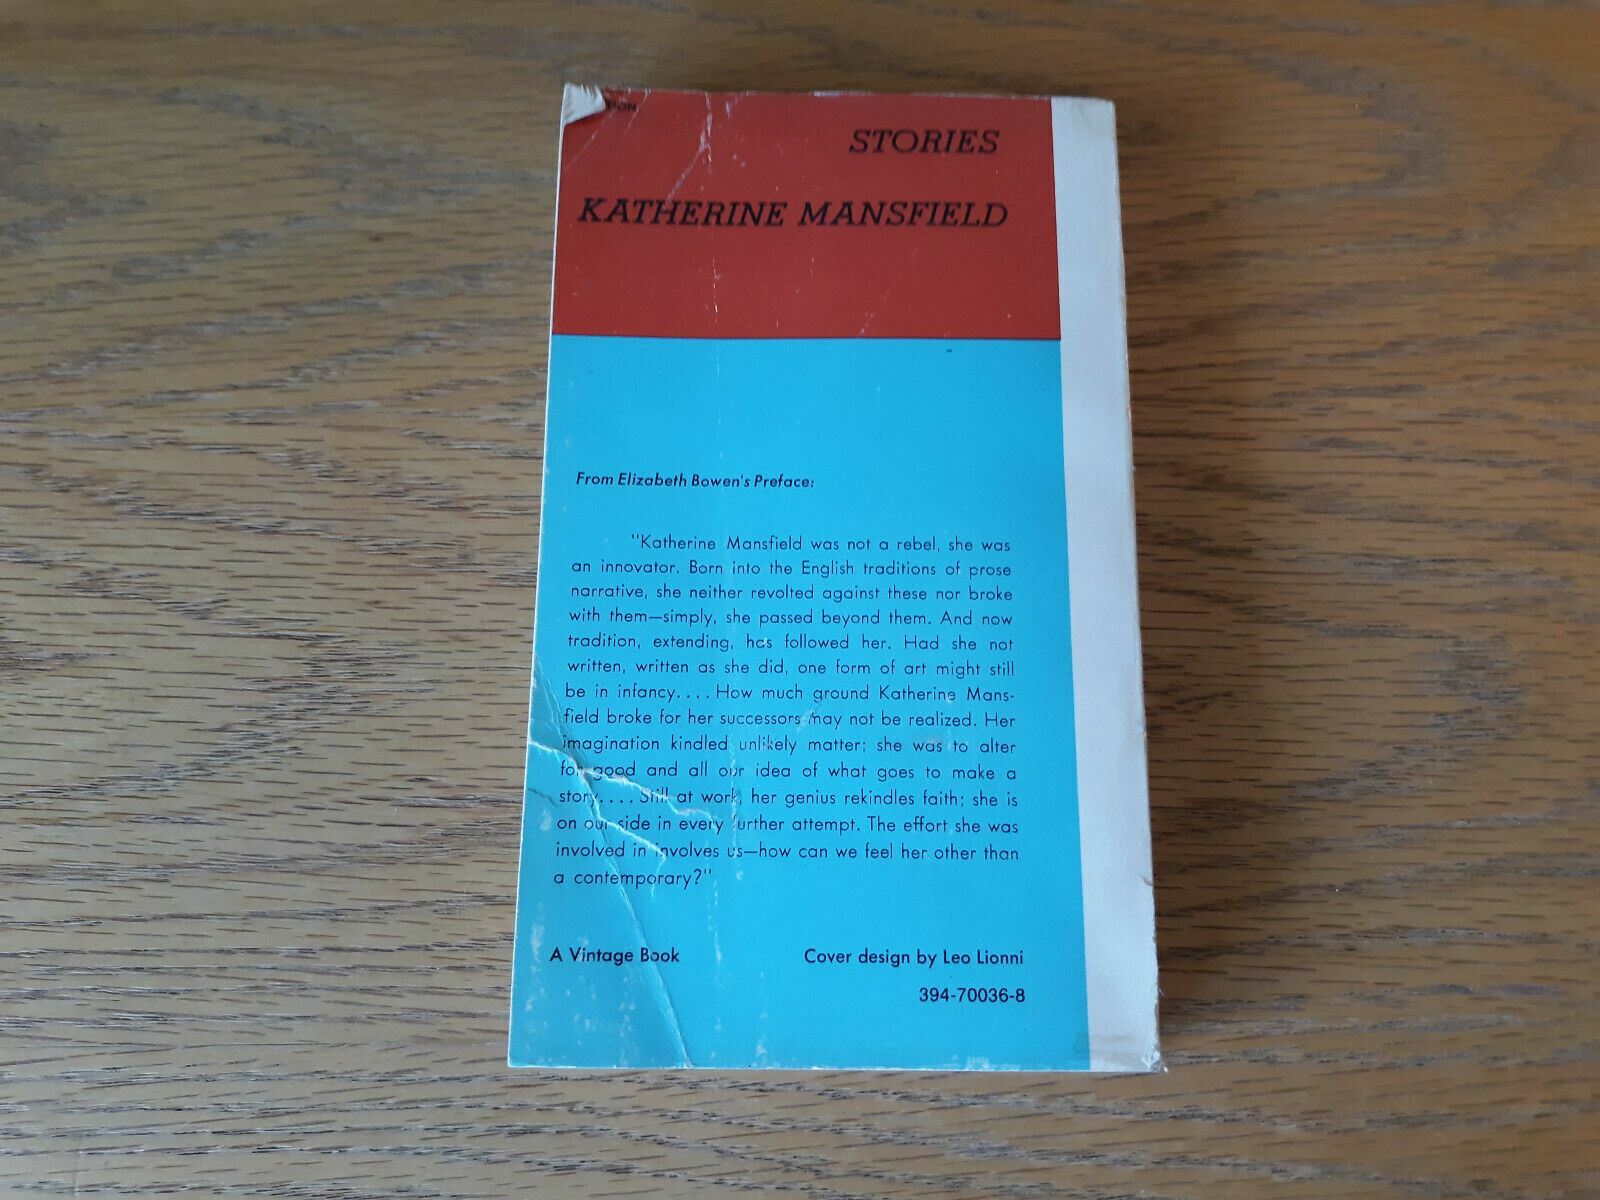 STORIES
KATHERINE MANSFIELD
From Elizabeth Bowen's Preface:
"Katherine Mansfield was not a rebel, she was
an innovator. Born into the English traditions of prose
narrative, she neither revolted against these nor broke
with them—simply, she passed beyond them. And now
tradition, extending, has followed her. Had she not
written, written as she did, one form of art might still
be in infancy.... How much ground Katherine Mans-
field broke for her successors may not be realized. Her
imagination kindled unlikely matter; she was to alter
for good and all our idea of what goes to make a
story.... Still at work, her genius rekindles faith; she is
on our side in every further attempt. The effort she was
involved in involves us—how can we feel her other than
a contemporary?"
A Vintage Book
Cover design by Leo Lionni
394-70036-8